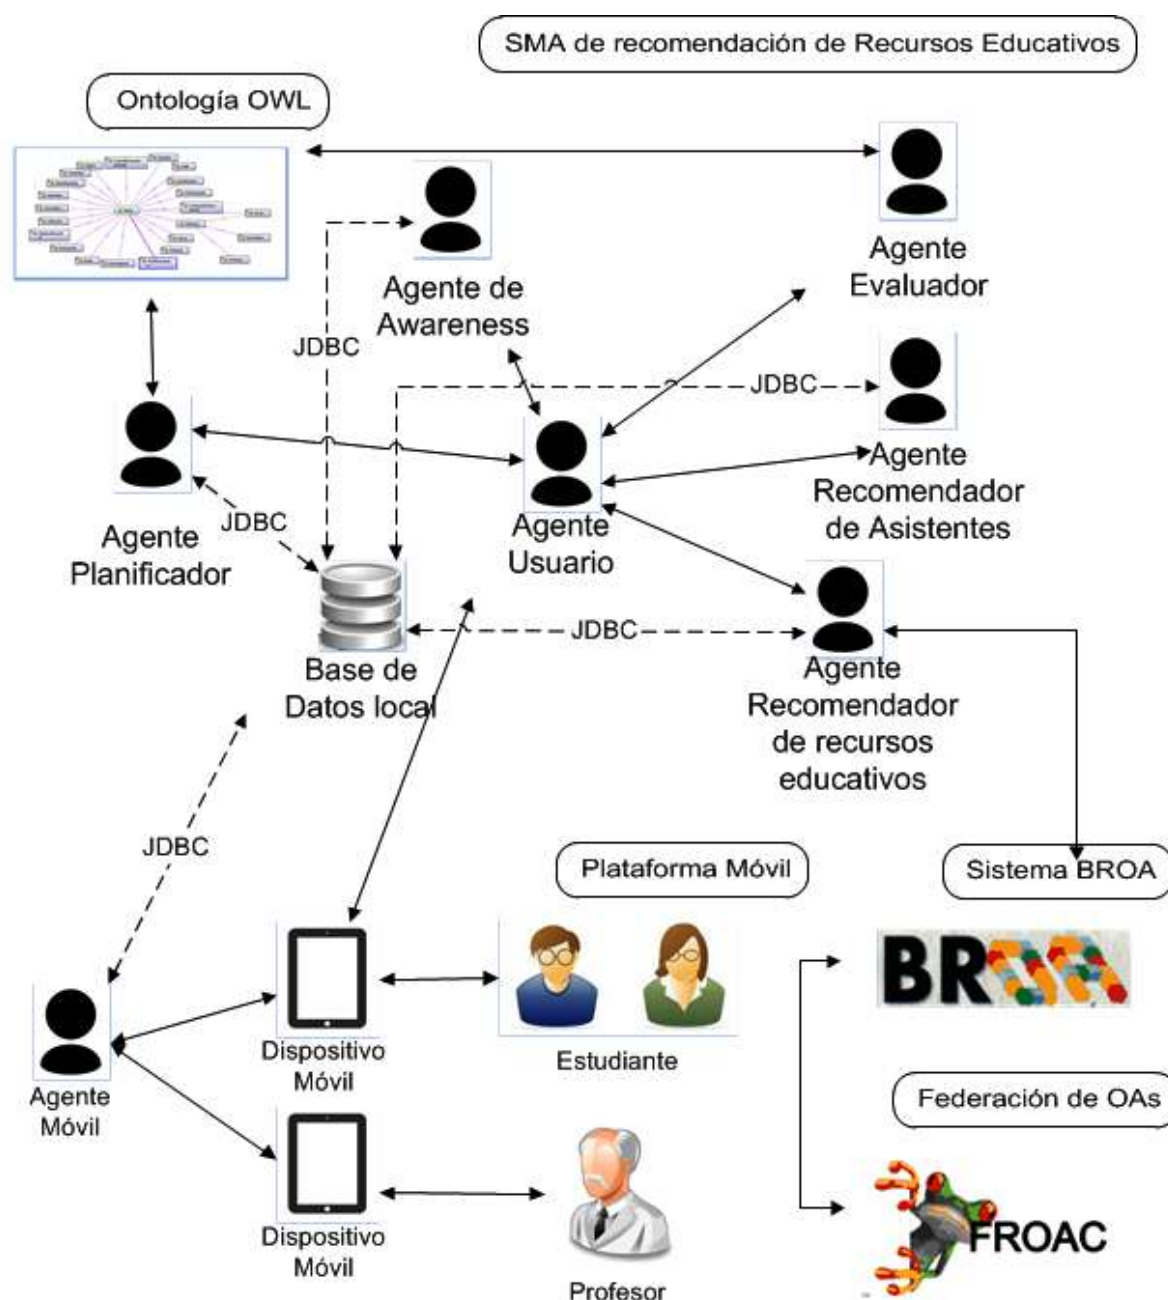 SMA de recomendación de Recursos Educativos
Ontología OWL
Agente
Evaluador
Agente de
Awareness
JDBC
JDBC
Agente
Recomendador
de Asistentes
Agente
Usuario
JDBC
Agente
Planificador
JDBC
Base de
Datos local
Agente
Recomendador
de recursos
educativos
JDBC
Plataforma Móvil
Sistema BROA
BROA
Dispositivo
Móvil
Estudiante
Agente
Móvil
Federación de OAs
FROAC
Dispositivo
Móvil
Profesor